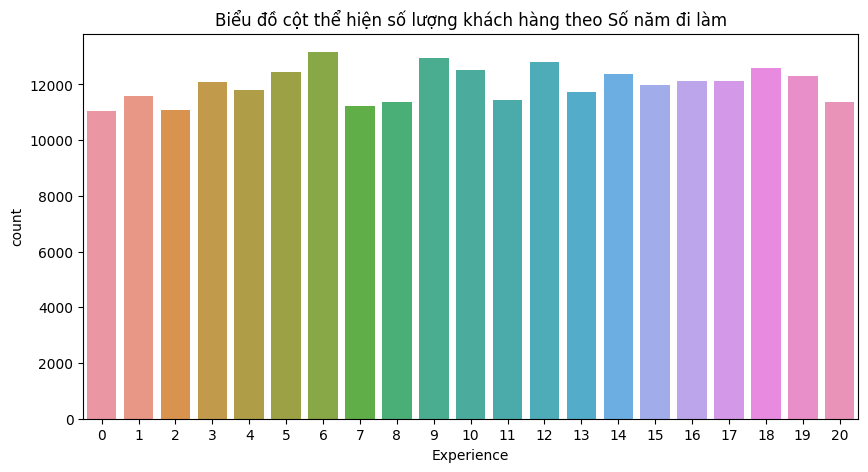 Biểu đồ cột thể hiện số lượng khách hàng theo Số năm đi làm
count
12000
10000
8000
6000
4000
2000
0
0 1 2 3 4 5 6 7 8 9 10 11 12 13 14 15 16 17 18 19 20
Experience